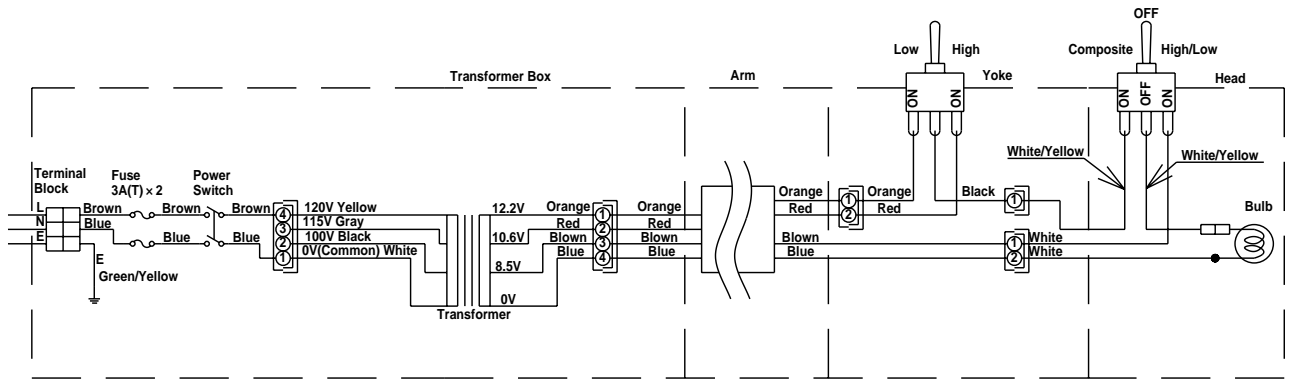 OFF
Low High
Composite High/Low
Transformer Box
Arm
Yoke
Head
ON
ON
ON
OFF
ON
White/Yellow
White/Yellow
Terminal
Block
Fuse
3A(T) × 2
Power
Switch
L
N
E
Brown
Blue
E
Green/Yellow
Brown
Blue
Brown
Blue
4
3
2
1
120V Yellow
115V Gray
100V Black
0V(Common) White
Transformer
12.2V
10.6V
8.5V
0V
Orange
Red
Blown
Blue
1
2
3
4
Orange
Red
Blown
Blue
Orange
Red
Blown
Blue
1
2
Orange
Red
Black
1
1
2
White
White
Bulb